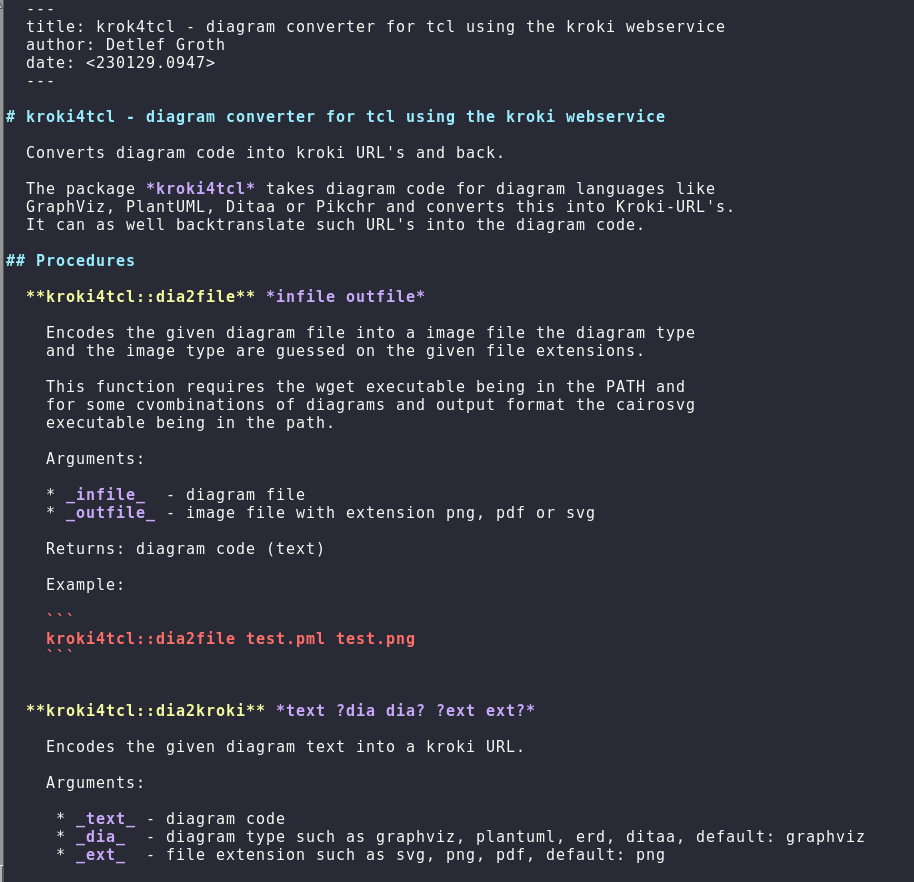 ---
title: krok4tcl - diagram converter for tcl using the kroki webservice
author: Detlef Groth
date: <230129.0947>
---
# kroki4tcl - diagram converter for tcl using the kroki webservice
Converts diagram code into kroki URL's and back.
The package *kroki4tcl* takes diagram code for diagram languages like
GraphViz, PlantUML, Ditaa or Pikchr and converts this into Kroki-URL's.
It can as well backtranslate such URL's into the diagram code.
## Procedures
**kroki4tcl::dia2file** *infile outfile*
Encodes the given diagram file into a image file the diagram type
and the image type are guessed on the given file extensions.
This function requires the wget executable being in the PATH and
for some cvombinations of diagrams and output format the cairosvg
executable being in the path.
Arguments:
* _infile_  - diagram file
* _outfile_ - image file with extension png, pdf or svg
Returns: diagram code (text)
Example:
```
kroki4tcl::dia2file test.pml test.png
```
**kroki4tcl::dia2kroki** *text ?dia dia? ?ext ext?*
Encodes the given diagram text into a kroki URL.
Arguments:
* _text_ - diagram code
* _dia_  - diagram type such as graphviz, plantuml, erd, ditaa, default: graphviz
* _ext_  - file extension such as svg, png, pdf, default: png